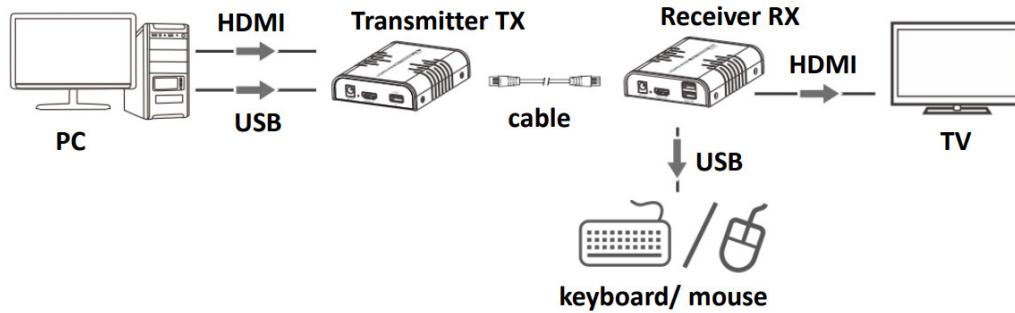 HDMI
Transmitter TX
Receiver RX
HDMI
USB
cable
PC
TV
USB
keyboard/ mouse